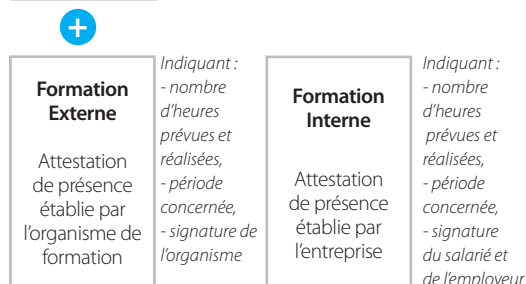 +
Formation
Externe
Attestation
de présence
établie par
l'organisme de
formation
Indiquant :
- nombre
d'heures
prévues et
réalisées,
- période
concernée,
- signature de
l'organisme
Formation
Interne
Attestation
de présence
établie par
l'entreprise
Indiquant :
- nombre
d'heures
prévues et
réalisées,
- période
concernée,
- signature
du salarié et
de l'employeur